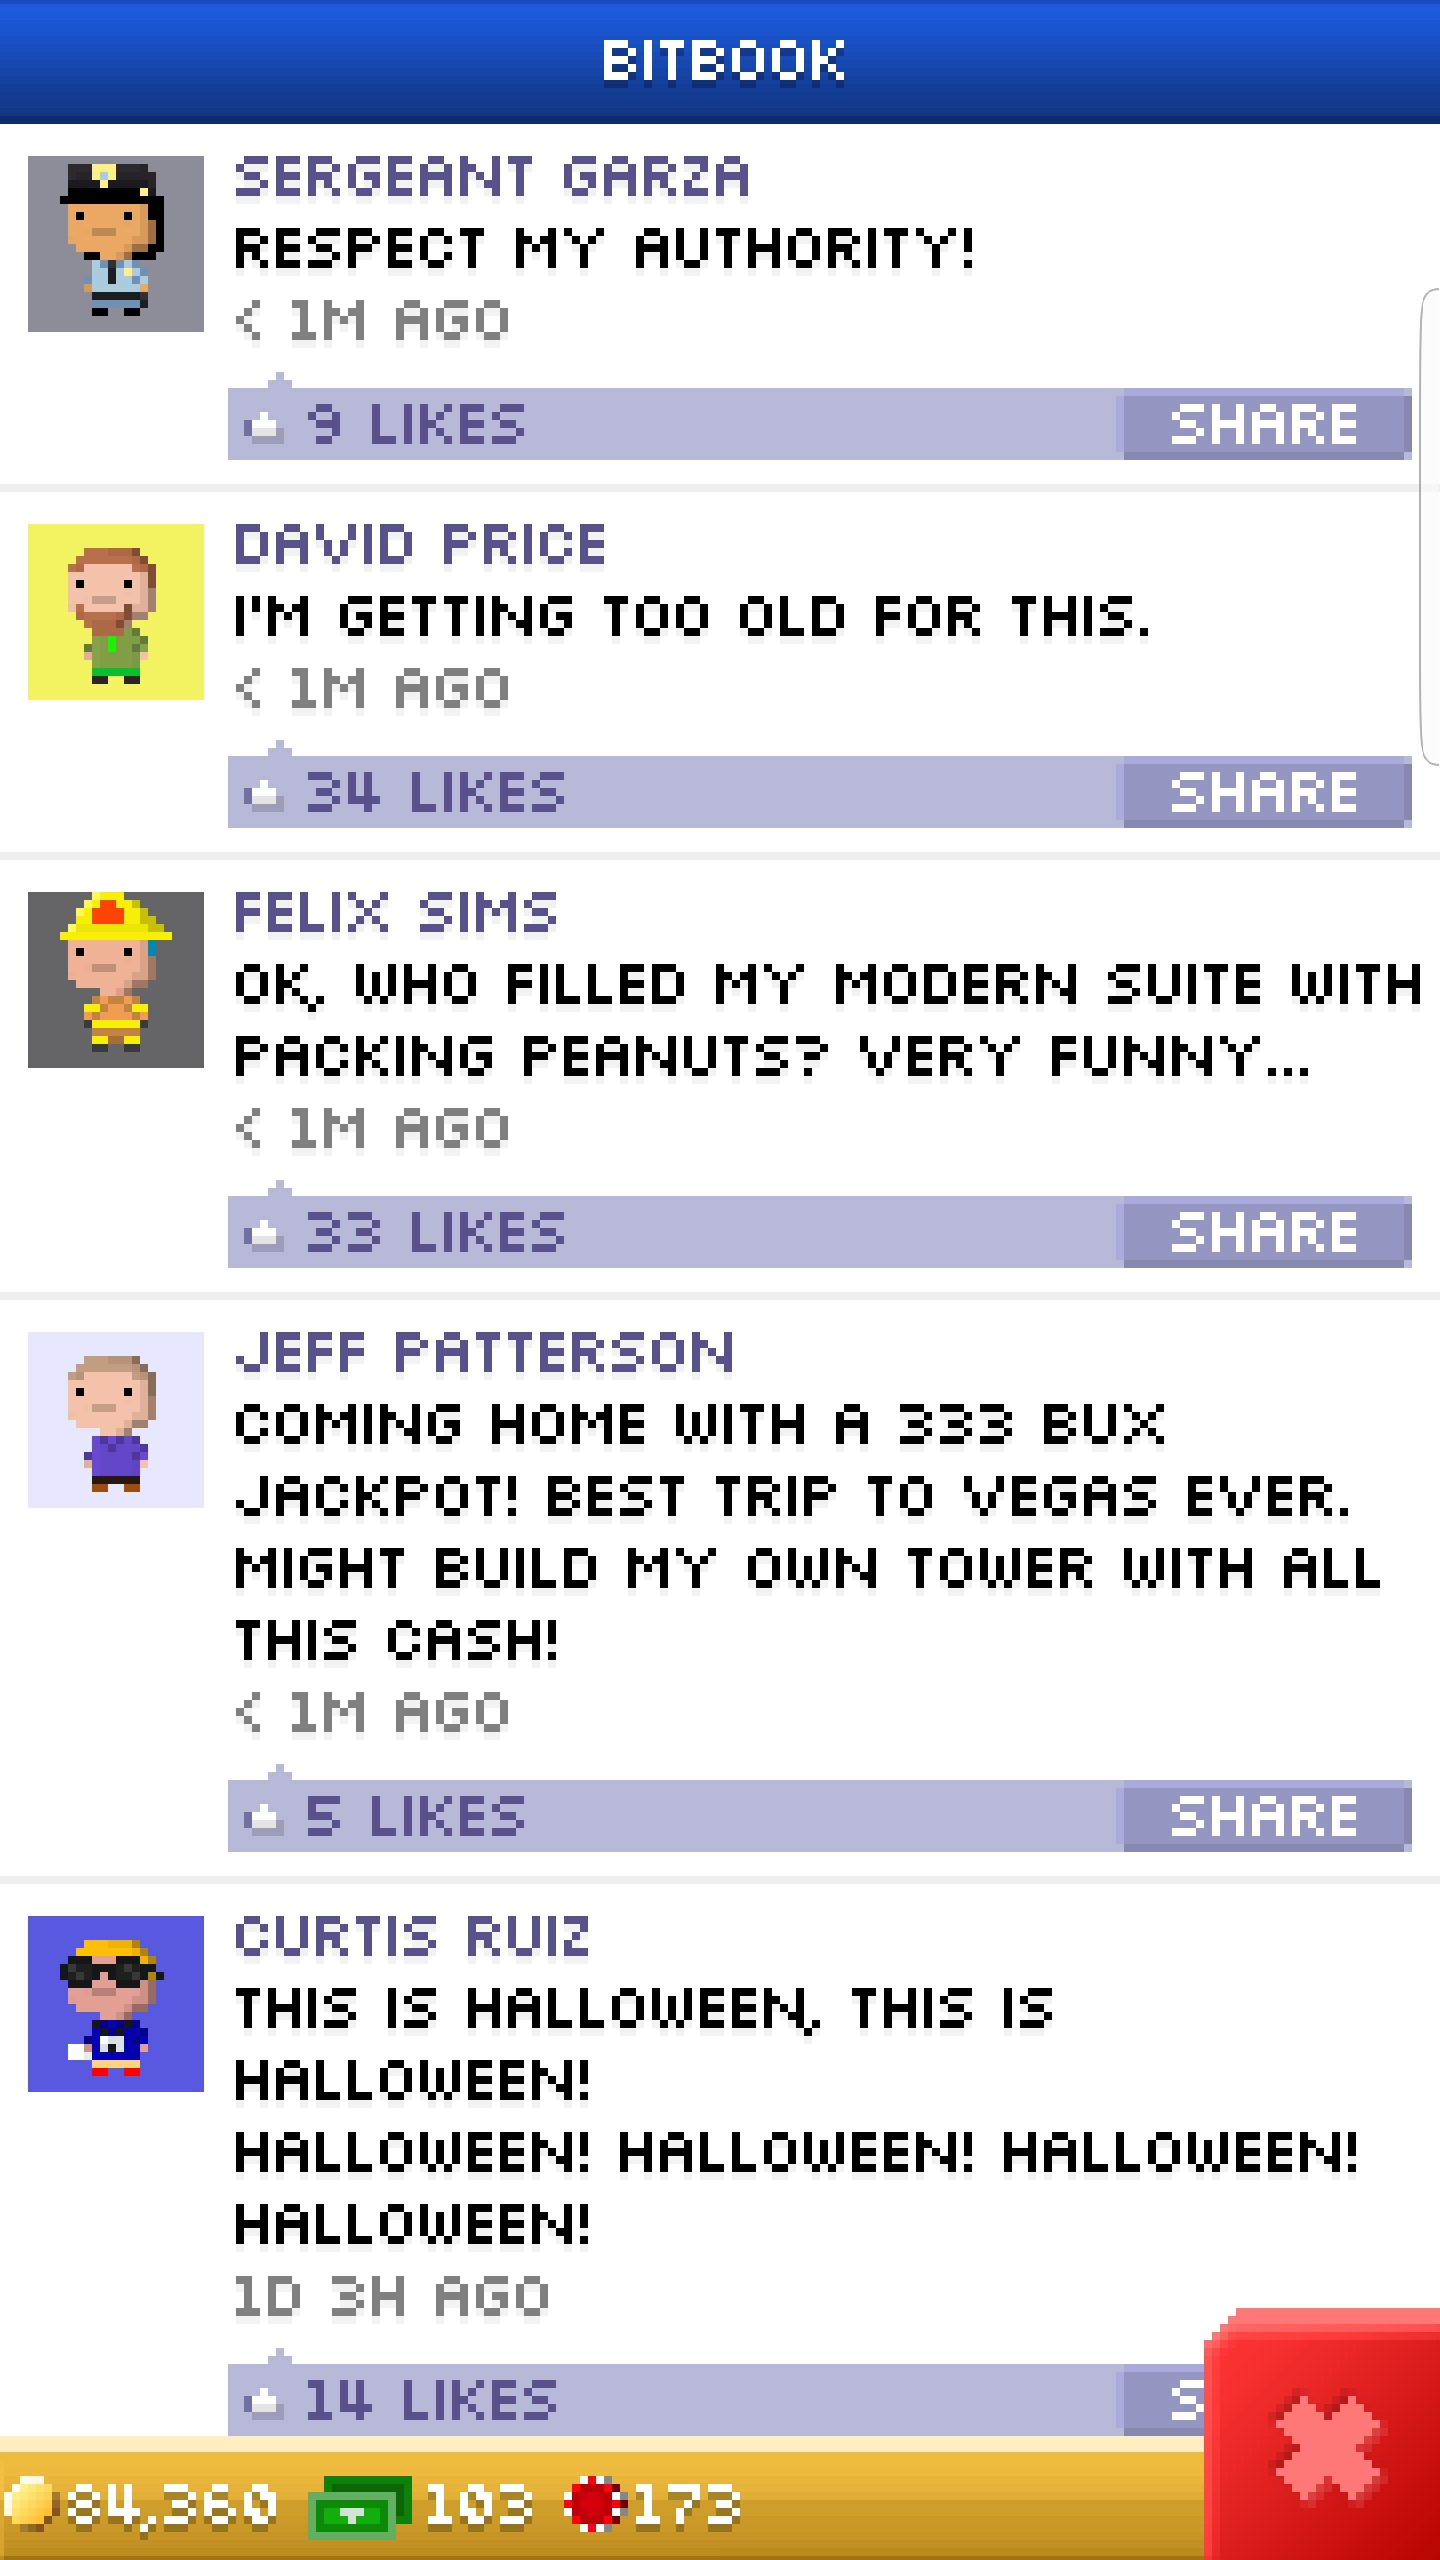 BITBOOK
SERGEANT GARZA
RESPECT MY AUTHORITY!
< 1M AGO
9 LIKES SHARE
DAVID PRICE
I'M GETTING TOO OLD FOR THIS.
< 1M AGO
34 LIKES SHARE
FELIX SIMS
OK, WHO FILLED MY MODERN SUITE WITH
PACKING PEANUTS? VERY FUNNY...
< 1M AGO
33 LIKES SHARE
JEFF PATTERSON
COMING HOME WITH A 333 BUX
JACKPOT! BEST TRIP TO VEGAS EVER.
MIGHT BUILD MY OWN TOWER WITH ALL
THIS CASH!
< 1M AGO
5 LIKES SHARE
CURTIS RUIZ
THIS IS HALLOWEEN, THIS IS
HALLOWEEN!
HALLOWEEN! HALLOWEEN! HALLOWEEN!
HALLOWEEN!
1D 3H AGO
14 LIKES S
84,360 103 173